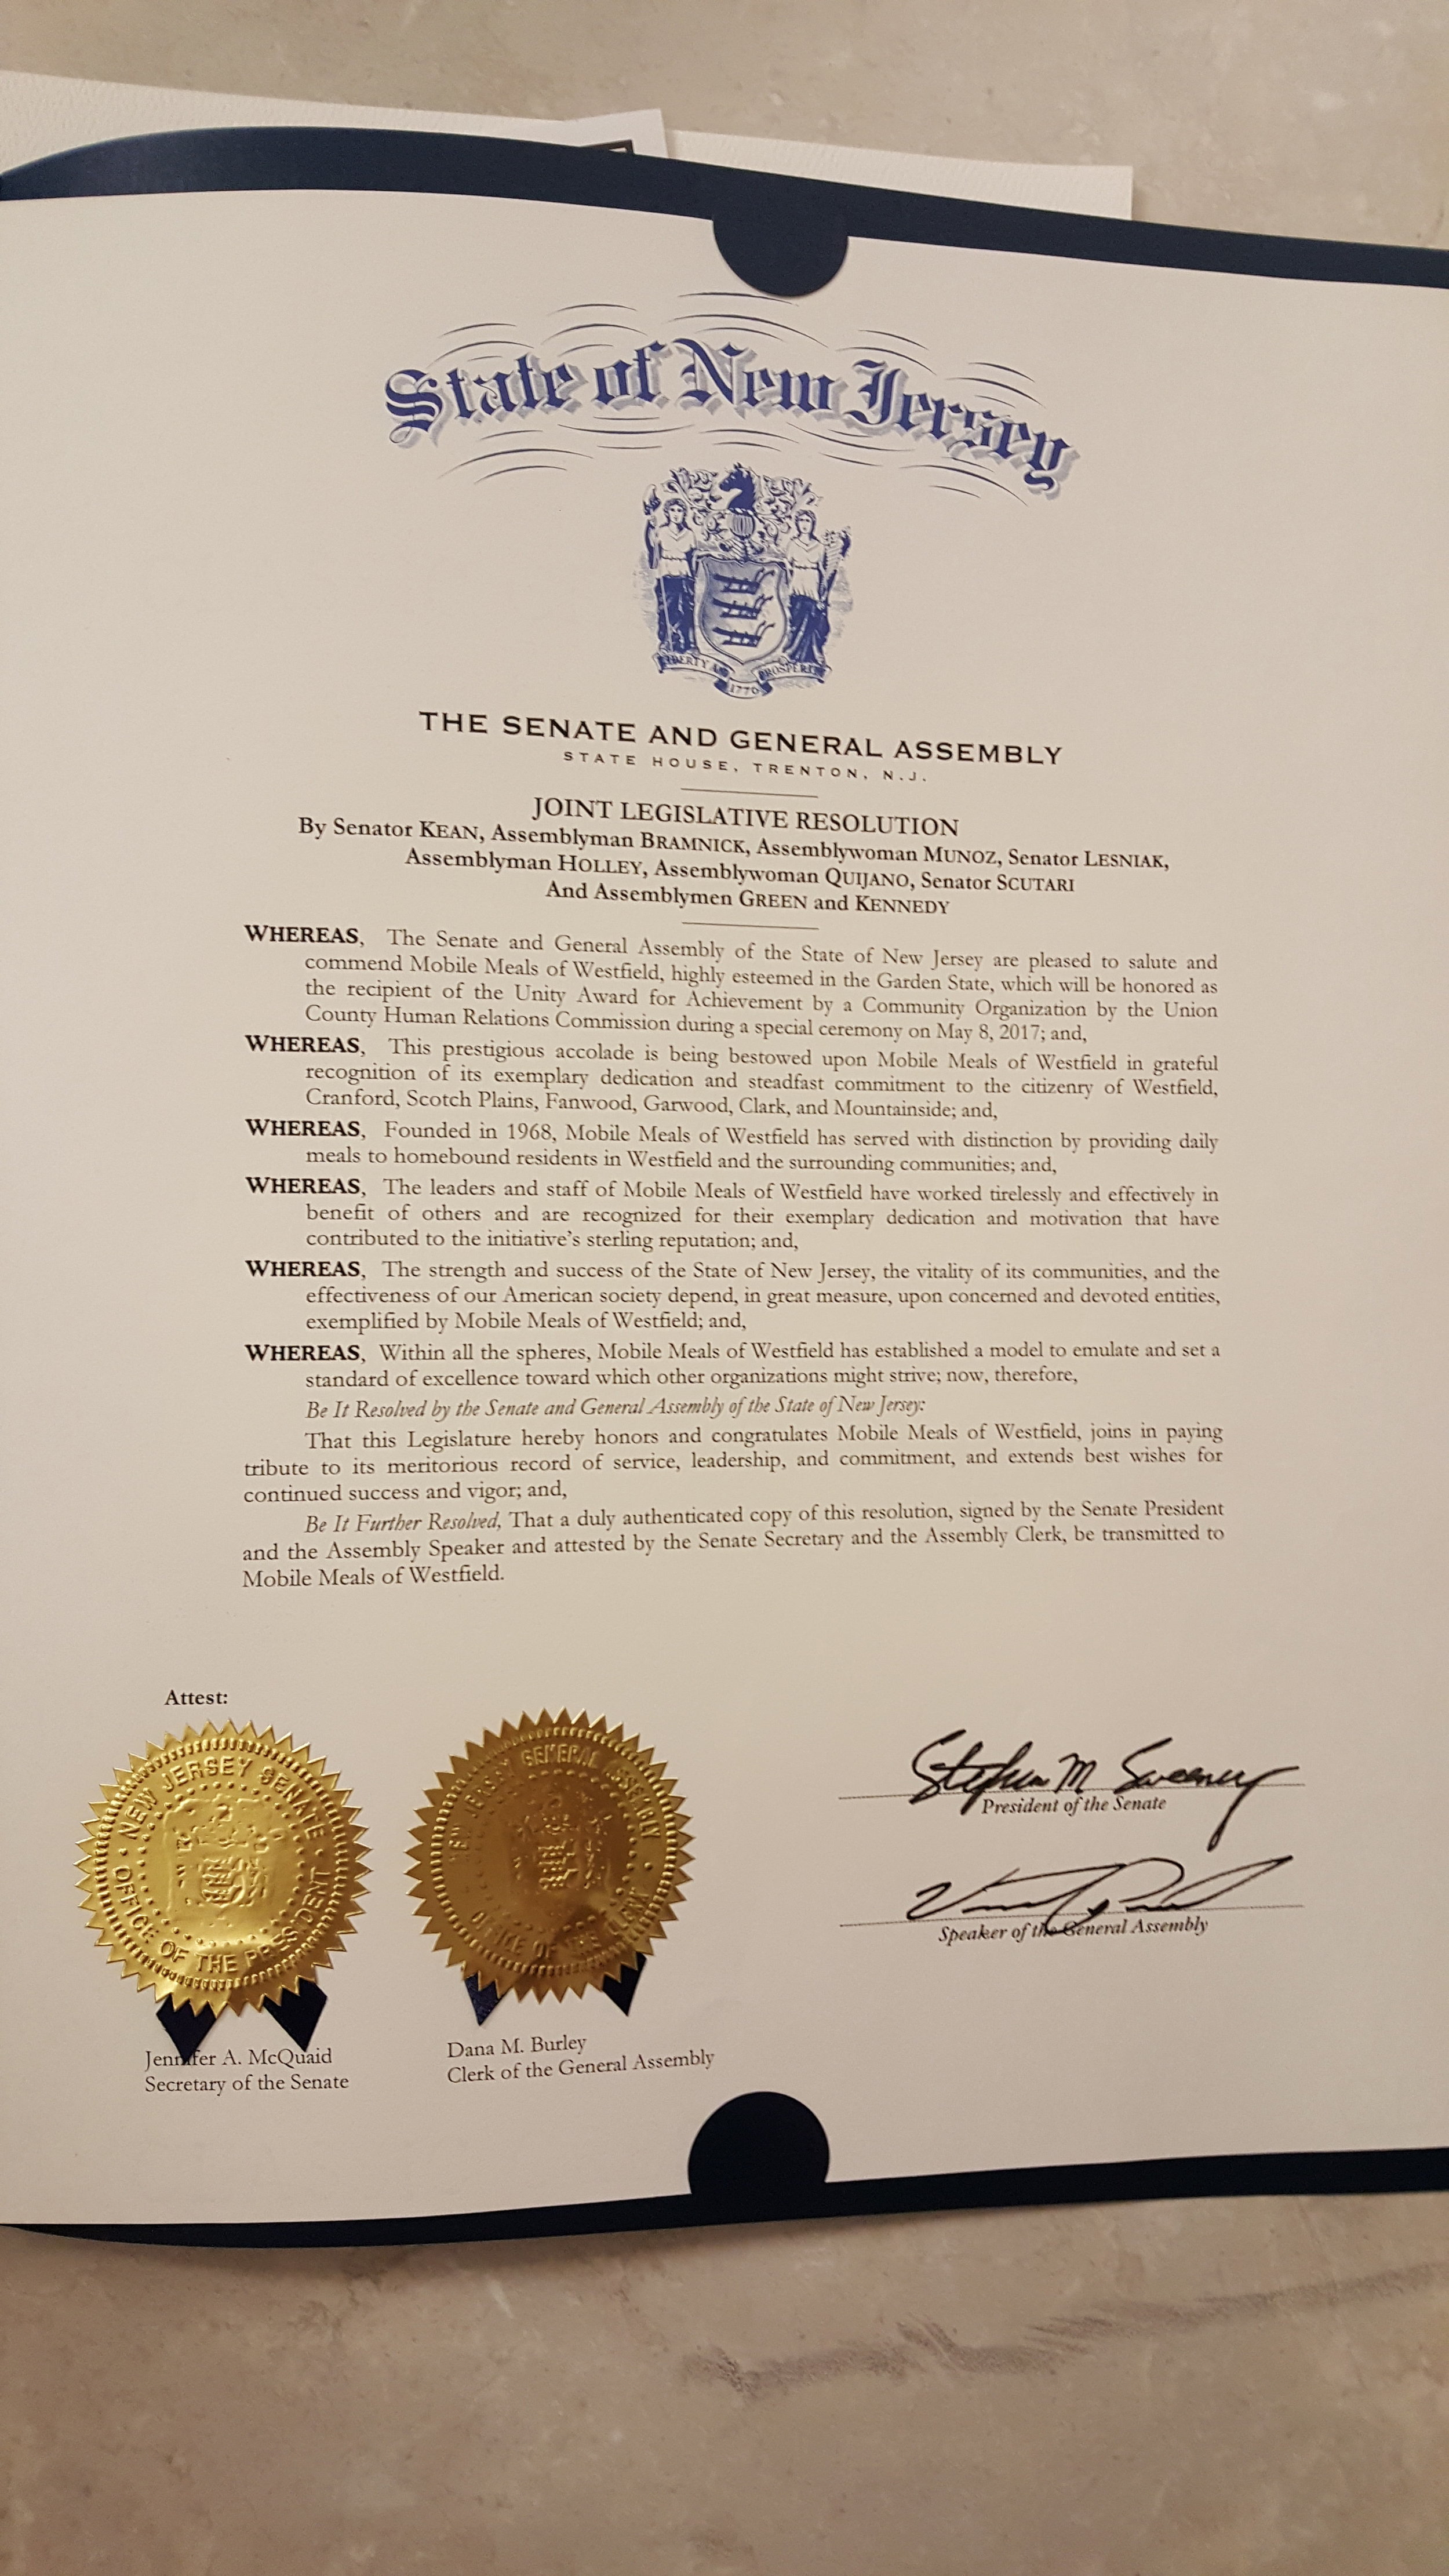 State of New Jersey
LIBERTY AND PROSPERITY
1776
THE SENATE AND GENERAL ASSEMBLY
STATE HOUSE, TRENTON, N.J.
JOINT LEGISLATIVE RESOLUTION
By Senator KEAN, Assemblyman BRAMNICK, Assemblywoman MUNOZ, Senator LESNIAK,
Assemblyman HOLLEY, Assemblywoman QUIJANO, Senator SCUTARI
And Assemblymen GREEN and KENNEDY
WHEREAS, The Senate and General Assembly of the State of New Jersey are pleased to salute and
commend Mobile Meals of Westfield, highly esteemed in the Garden State, which will be honored as
the recipient of the Unity Award for Achievement by a Community Organization by the Union
County Human Relations Commission during a special ceremony on May 8, 2017; and,
WHEREAS, This prestigious accolade is being bestowed upon Mobile Meals of Westfield in grateful
recognition of its exemplary dedication and steadfast commitment to the citizenry of Westfield,
Cranford, Scotch Plains, Fanwood, Garwood, Clark, and Mountainside; and,
WHEREAS, Founded in 1968, Mobile Meals of Westfield has served with distinction by providing daily
meals to homebound residents in Westfield and the surrounding communities; and,
WHEREAS, The leaders and staff of Mobile Meals of Westfield have worked tirelessly and effectively in
benefit of others and are recognized for their exemplary dedication and motivation that have
contributed to the initiative's sterling reputation; and,
WHEREAS, The strength and success of the State of New Jersey, the vitality of its communities, and the
effectiveness of our American society depend, in great measure, upon concerned and devoted entities,
exemplified by Mobile Meals of Westfield; and,
WHEREAS, Within all the spheres, Mobile Meals of Westfield has established a model to emulate and set a
standard of excellence toward which other organizations might strive; now, therefore,
Be It Resolved by the Senate and General Assembly of the State of New Jersey:
That this Legislature hereby honors and congratulates Mobile Meals of Westfield, joins in paying
tribute to its meritorious record of service, leadership, and commitment, and extends best wishes for
continued success and vigor; and,
Be It Further Resolved, That a duly authenticated copy of this resolution, signed by the Senate President
and the Assembly Speaker and attested by the Senate Secretary and the Assembly Clerk, be transmitted to
Mobile Meals of Westfield.
Attest:
NEW JERSEY SENATE
OFFICE OF THE PRESIDENT
NEW JERSEY GENERAL ASSEMBLY
OFFICE OF THE CLERK
Stephen M Sweeney
President of the Senate
Speaker of the General Assembly
Jennifer A. McQuaid
Secretary of the Senate
Dana M. Burley
Clerk of the General Assembly